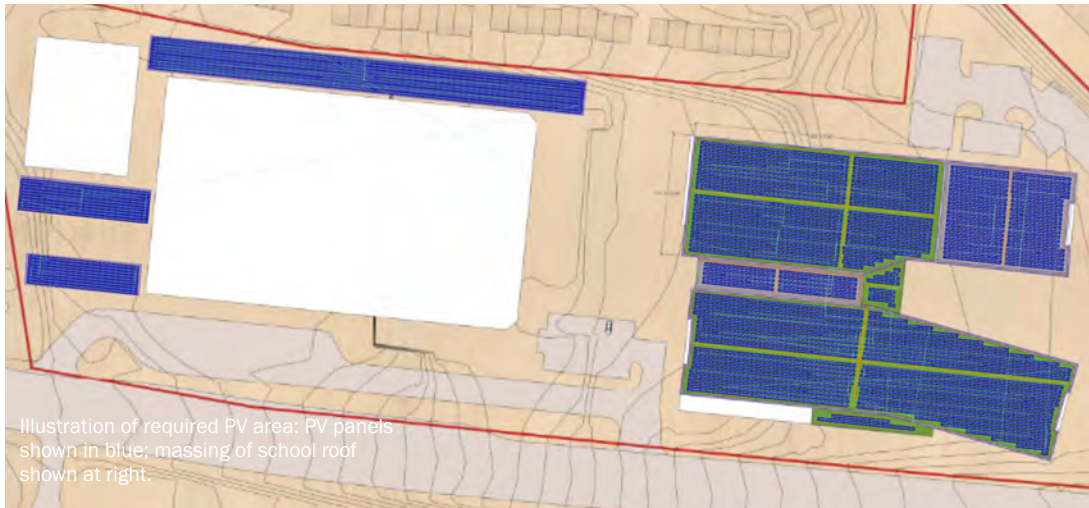 Illustration of required PV area: PV panels
shown in blue; massing of school roof
shown at right.